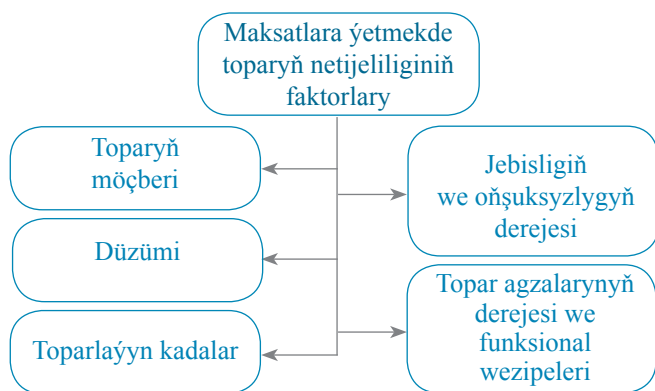 Maksatlara ýetmekde
toparyň netijeliliginiň
faktorlary
Toparyň
möçberi
Düzümi
Toparlaýyn kadalar
Jebisligiň
we oňşuksyzlygyň
derejesi
Topar agzalarynyň
derejesi we
funksional
wezipeleri